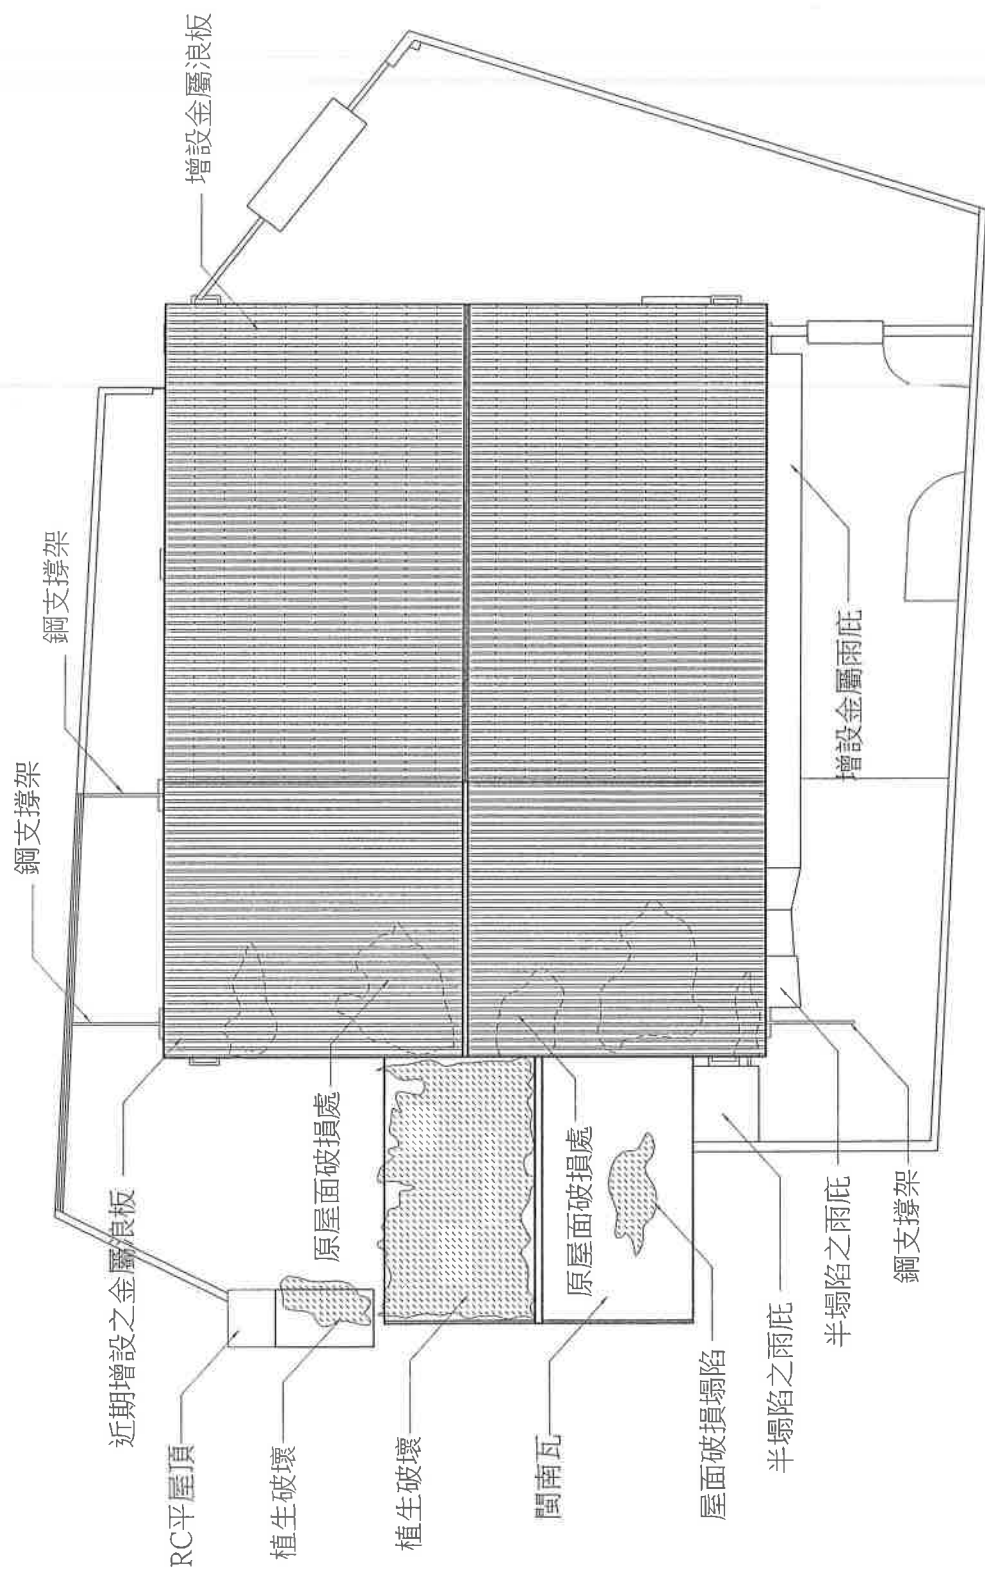 鋼支撐架
鋼支撐架
增設金屬浪板
近期增設之金屬浪板
RC平屋頂
植生破壞
原屋面破損處
植生破壞
原屋面破損處
閩南瓦
屋面破損塌陷
半塌陷之雨庇
半塌陷之雨庇
鋼支撐架
增設金屬雨庇